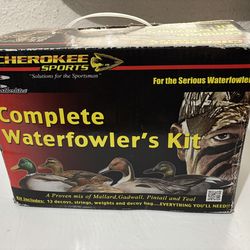 CHEROKEE
SPORTS
"Solutions for the Sportsman"
For the Serious Waterfowler
Complete
Waterfowler's Kit
A Proven mix of Mallard, Gadwall, Pintail and Teal
Kit Includes: 12 decoys, strings, weights and decoy bag...EVERYTHING YOU'LL NEED!!